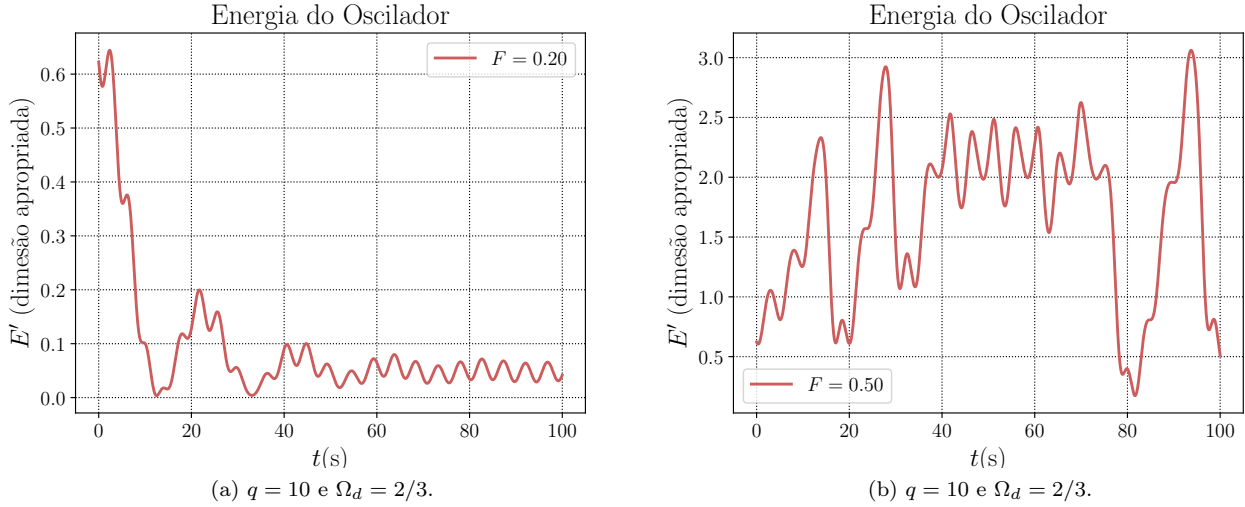 Energia do Oscilador
E′ (dimesão apropriada)
0.6
0.5
0.4
0.3
0.2
0.1
0.0
F = 0.20
0 20 40 60 80 100
t(s)
(a) q = 10 e Ω_d = 2/3.
Energia do Oscilador
E′ (dimesão apropriada)
3.0
2.5
2.0
1.5
1.0
0.5
F = 0.50
0 20 40 60 80 100
t(s)
(b) q = 10 e Ω_d = 2/3.